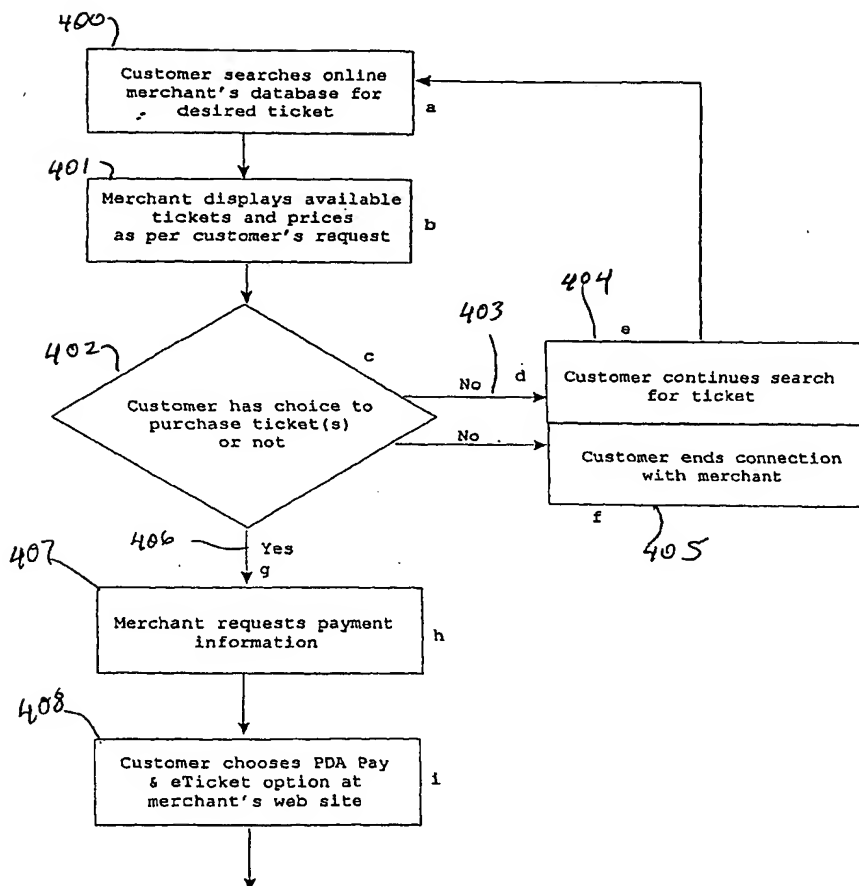 400
Customer searches online
merchant's database for
desired ticket
a
401
Merchant displays available
tickets and prices
as per customer's request
b
402
c
Customer has choice to
purchase ticket(s)
or not
403
No
d
404
e
Customer continues search
for ticket
No
Customer ends connection
with merchant
f
405
406
Yes
g
407
Merchant requests payment
information
h
408
Customer chooses PDA Pay
& eTicket option at
merchant's web site
i